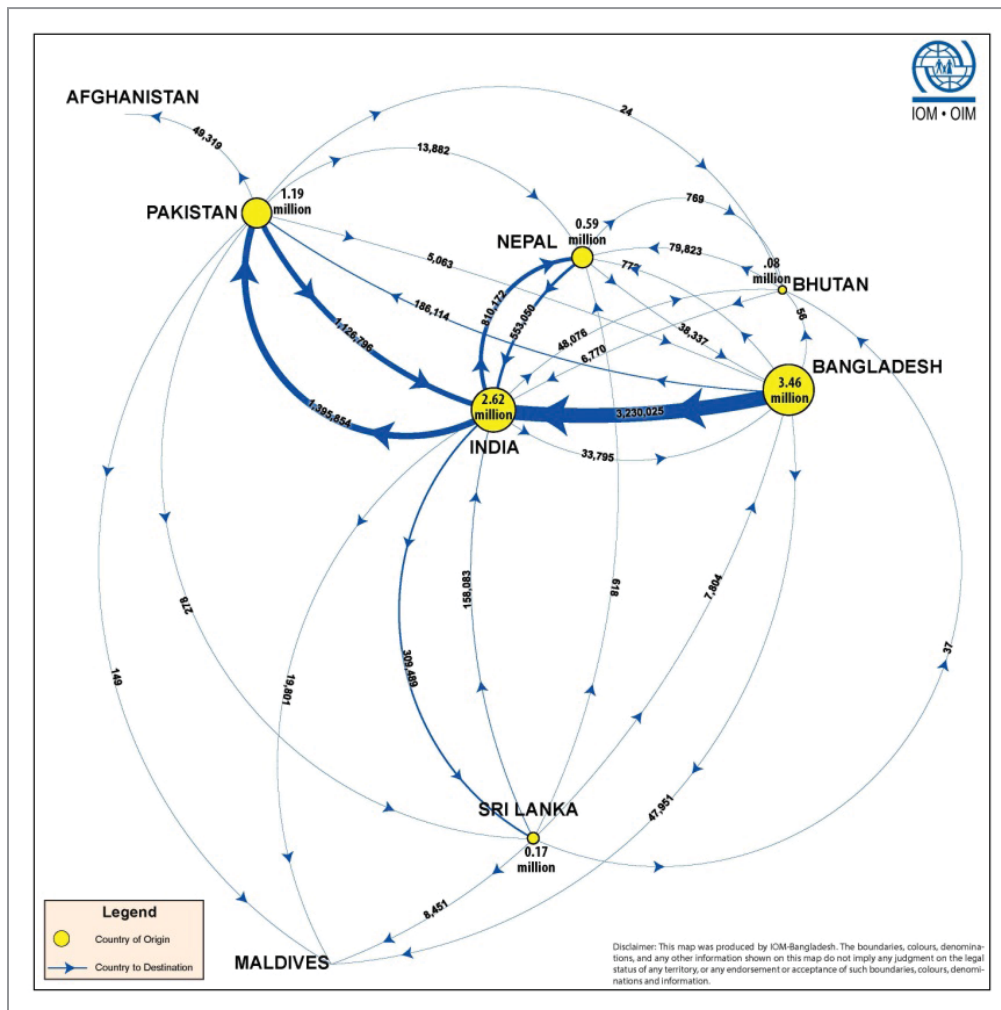 IOM • OIM
AFGHANISTAN
24
49,319
13,882
1.19
million
PAKISTAN
769
0.59
million
NEPAL
79,823
5,063
772
.08
million
BHUTAN
186,114
810,172
553,050
48,076
6,770
38,337
56
1,126,796
BANGLADESH
3.46
million
1,395,854
2.62
million
3,230,025
INDIA
33,795
158,083
618
7,804
278
309,489
37
149
19,801
47,951
SRI LANKA
0.17
million
8,451
Legend
Country of Origin
Country to Destination
MALDIVES
Disclaimer: This map was produced by IOM-Bangladesh. The boundaries, colours, denomina-
tions, and any other information shown on this map do not imply any judgment on the legal
status of any territory, or any endorsement or acceptance of such boundaries, colours, denomi-
nations and information.